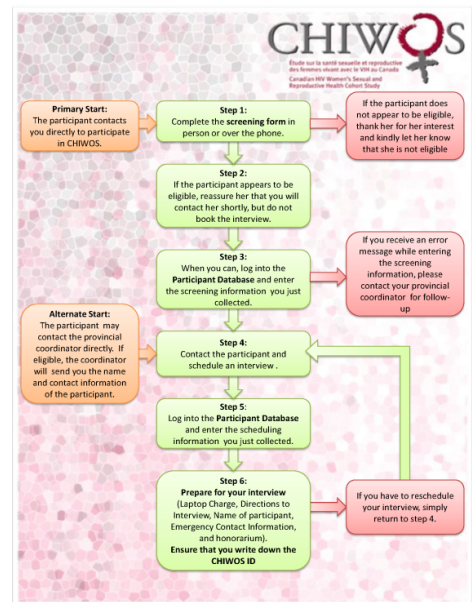 CHIWOS
Étude sur la santé sexuelle et reproductive
des femmes vivant avec le VIH au Canada
Canadian HIV Women's Sexual and
Reproductive Health Cohort Study
Primary Start:
The participant contacts
you directly to participate
in CHIWOS.
Step 1:
Complete the screening form in
person or over the phone.
If the participant does
not appear to be eligible,
thank her for her interest
and kindly let her know
that she is not eligible
Step 2:
If the participant appears to be
eligible, reassure her that you will
contact her shortly, but do not
book the interview.
Step 3:
When you can, log into the
Participant Database and enter
the screening information you just
collected.
If you receive an error
message while entering
the screening
information, please
contact your provincial
coordinator for follow-
up
Alternate Start:
The participant may
contact the provincial
coordinator directly. If
eligible, the coordinator
will send you the name
and contact information
of the participant.
Step 4:
Contact the participant and
schedule an interview .
Step 5:
Log into the Participant Database
and enter the scheduling
information you just collected.
Step 6:
Prepare for your interview
(Laptop Charge, Directions to
Interview, Name of participant,
Emergency Contact Information,
and honorarium).
Ensure that you write down the
CHIWOS ID
If you have to reschedule
your interview, simply
return to step 4.